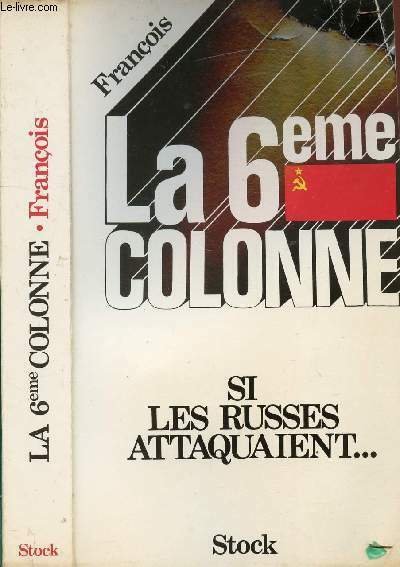 © Le-livre.com
François
La 6eme
COLONNE
SI
LES RUSSES
ATTAQUAIENT...
Stock
LA 6eme COLONNE • François
Stock